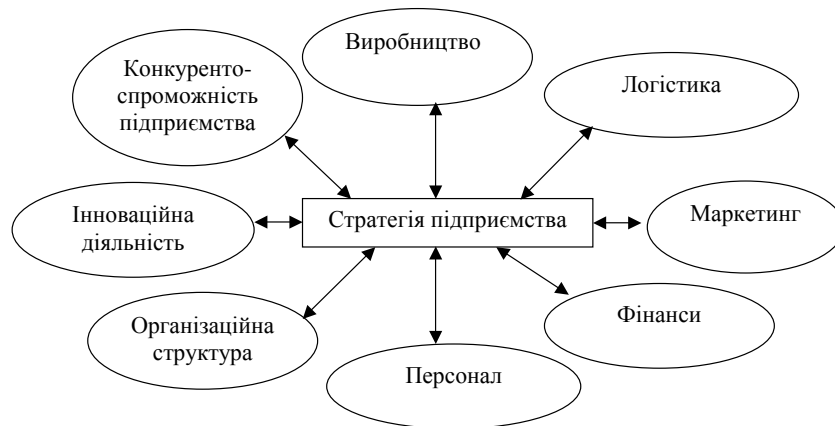 Виробництво
Конкуренто-
спроможність
підприємства
Логістика
Інноваційна
діяльність
Стратегія підприємства
Маркетинг
Організаційна
структура
Фінанси
Персонал